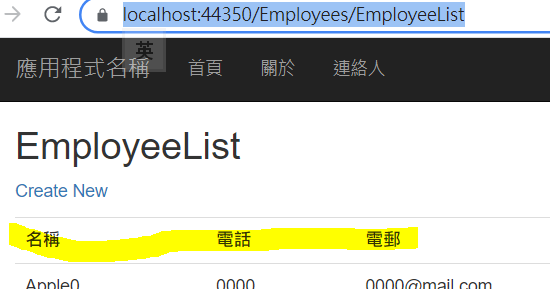 localhost:44350/Employees/EmployeeList
英
應用程式名稱 首頁 關於 連絡人
EmployeeList
Create New
名稱 電話 電郵
Apple0 0000 0000@mail.com